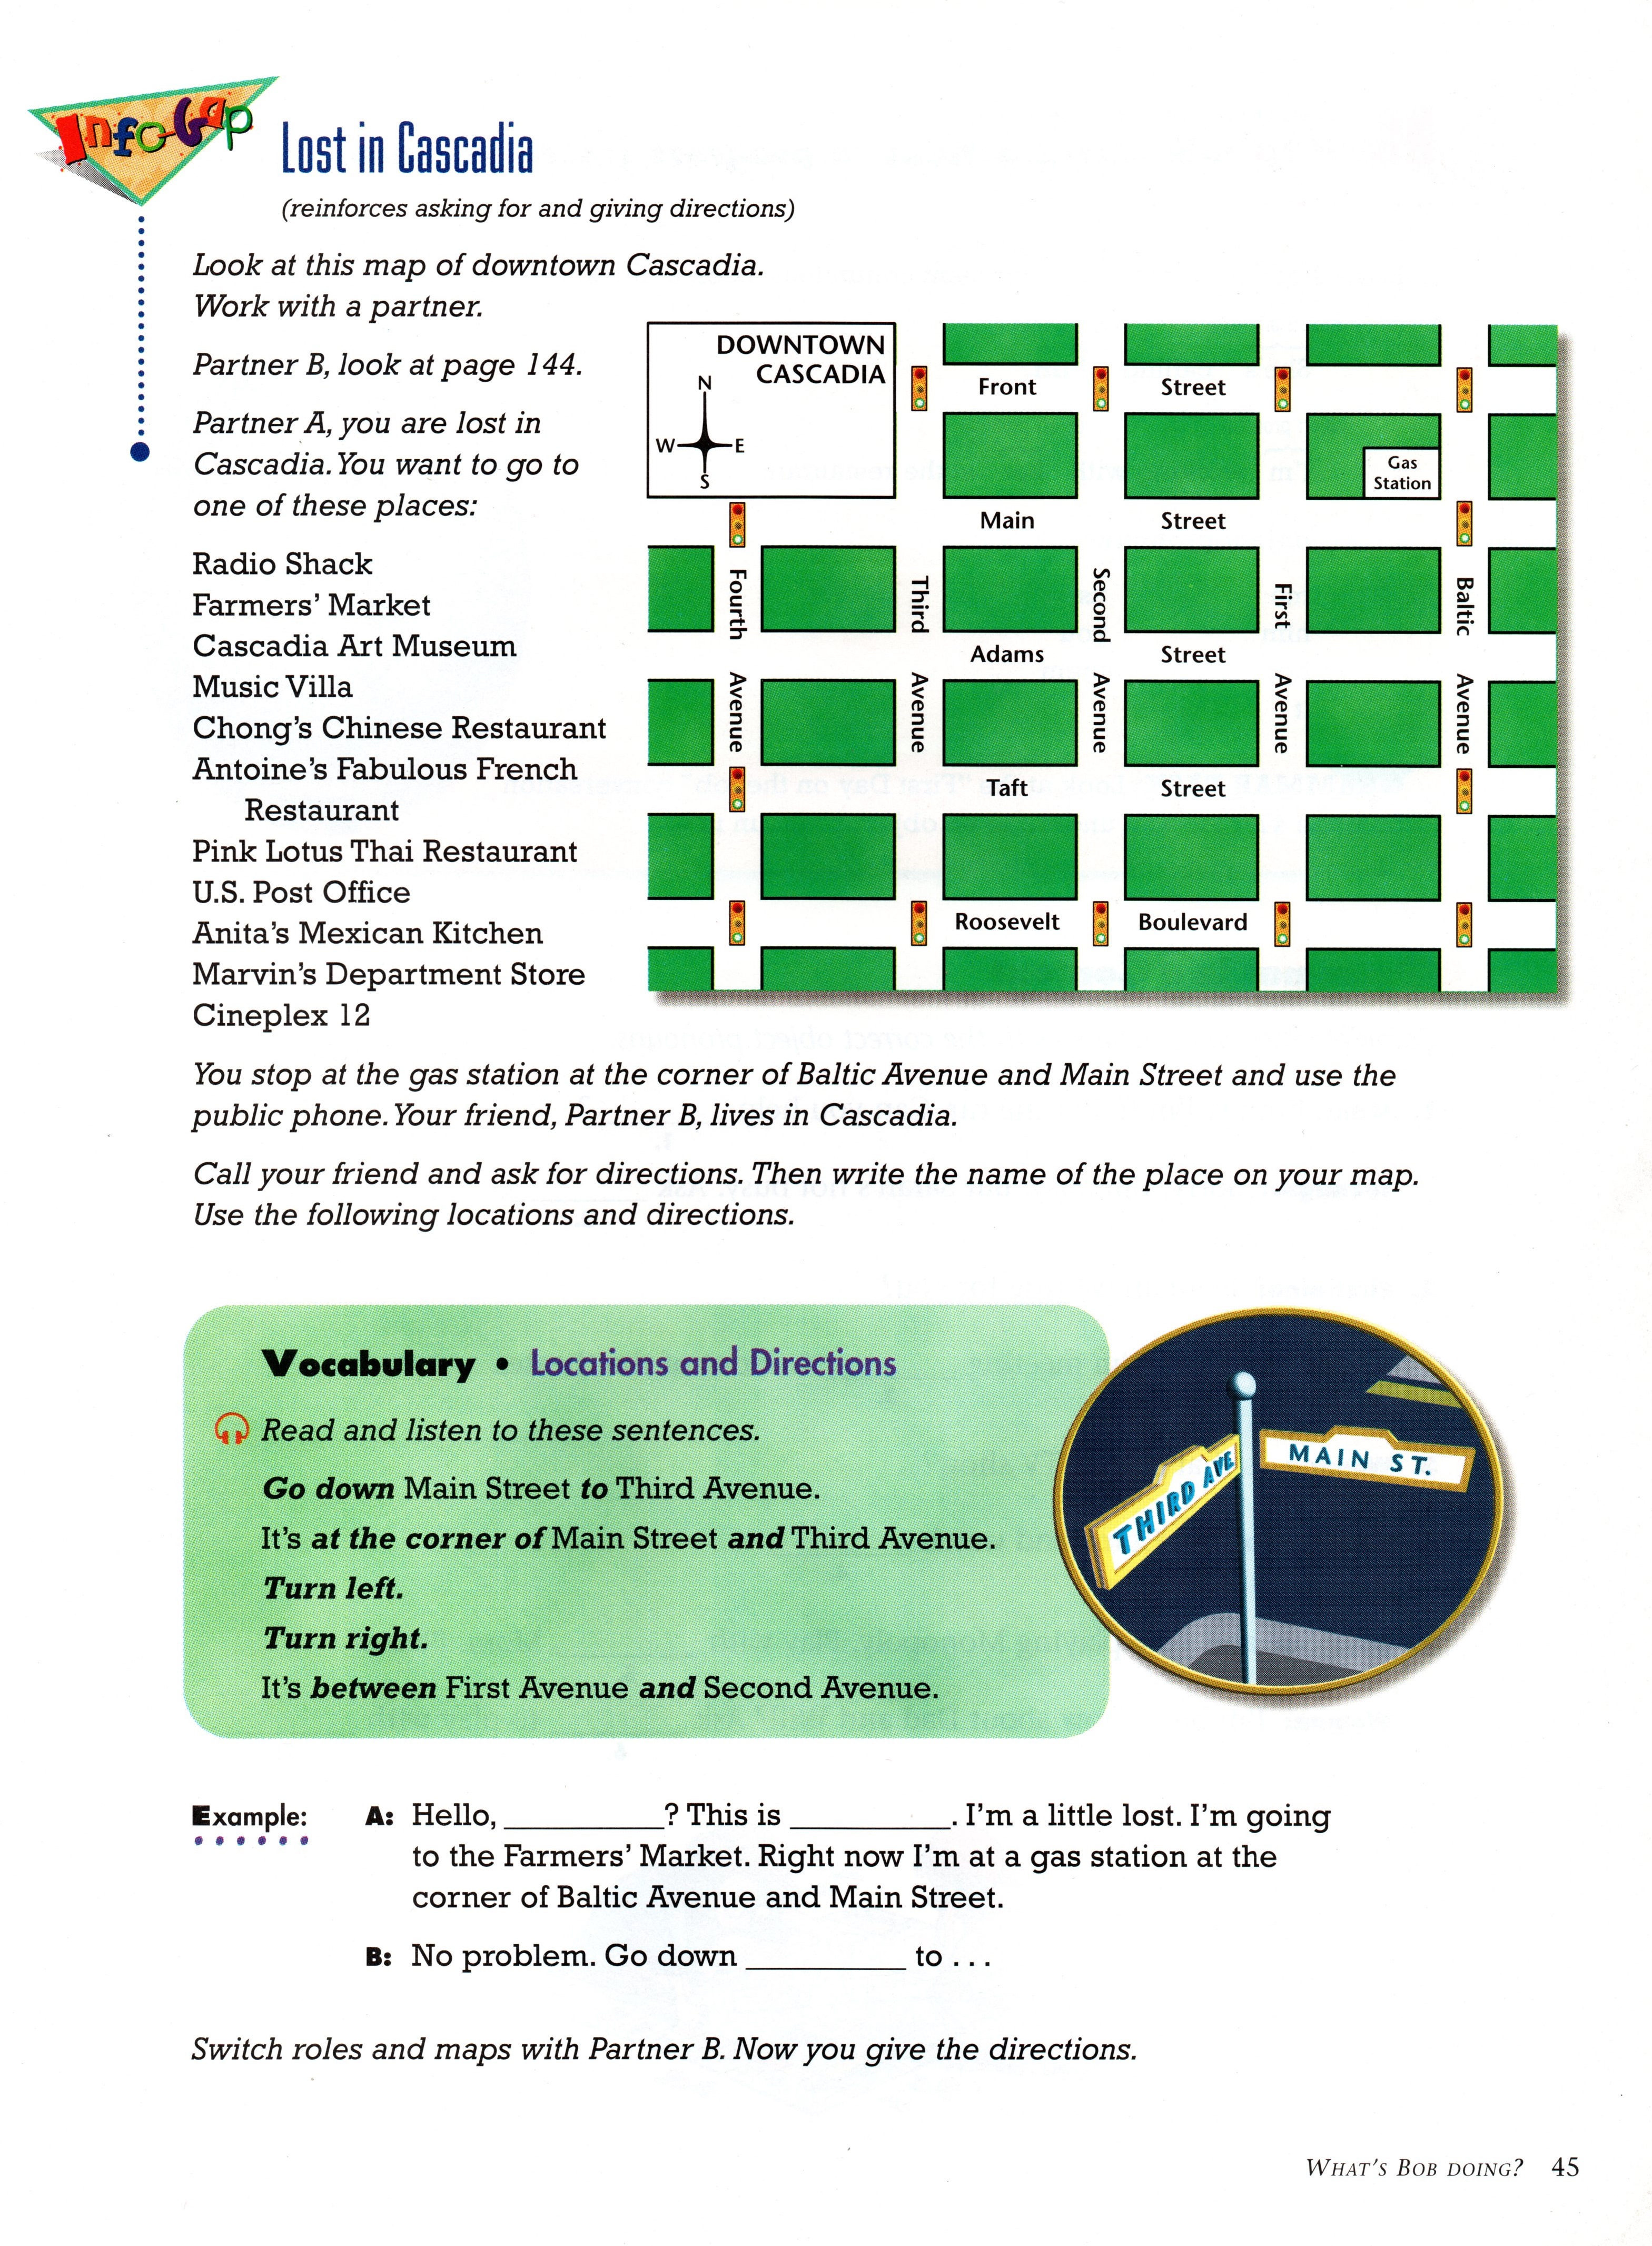 Info-Gap
Lost in Cascadia
(reinforces asking for and giving directions)
Look at this map of downtown Cascadia.
Work with a partner.
Partner B, look at page 144.
Partner A, you are lost in
Cascadia. You want to go to
one of these places:
Radio Shack
Farmers' Market
Cascadia Art Museum
Music Villa
Chong's Chinese Restaurant
Antoine's Fabulous French
Restaurant
Pink Lotus Thai Restaurant
U.S. Post Office
Anita's Mexican Kitchen
Marvin's Department Store
Cineplex 12
DOWNTOWN
CASCADIA
N
W E
S
Front Street
Gas
Station
Main Street
Fourth Avenue
Third Avenue
Second Avenue
First Avenue
Baltic Avenue
Adams Street
Taft Street
Roosevelt Boulevard
You stop at the gas station at the corner of Baltic Avenue and Main Street and use the
public phone. Your friend, Partner B, lives in Cascadia.
Call your friend and ask for directions. Then write the name of the place on your map.
Use the following locations and directions.
Vocabulary • Locations and Directions
Read and listen to these sentences.
Go down Main Street to Third Avenue.
It's at the corner of Main Street and Third Avenue.
Turn left.
Turn right.
It's between First Avenue and Second Avenue.
THIRD AVE
MAIN ST.
Example: A: Hello, __________? This is __________. I'm a little lost. I'm going
to the Farmers' Market. Right now I'm at a gas station at the
corner of Baltic Avenue and Main Street.
B: No problem. Go down __________ to . . .
Switch roles and maps with Partner B. Now you give the directions.
WHAT'S BOB DOING? 45